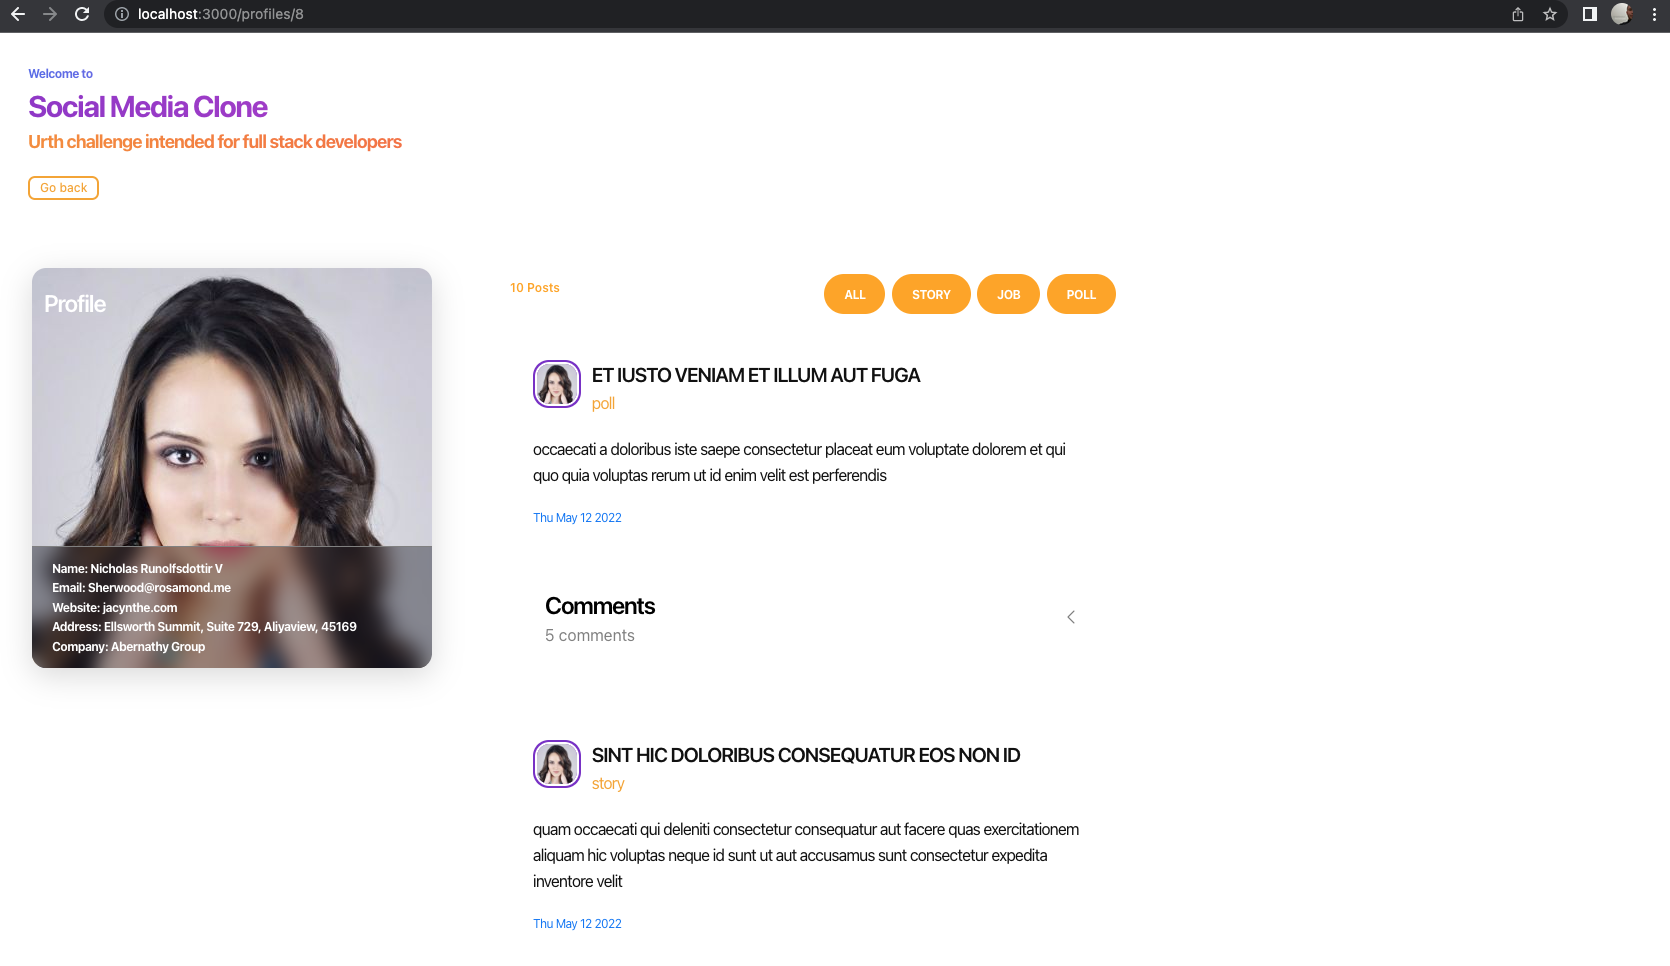 localhost:3000/profiles/8
Welcome to
Social Media Clone
Urth challenge intended for full stack developers
Go back
Profile
Name: Nicholas Runolfsdottir V
Email: Sherwood@rosamond.me
Website: jacynthe.com
Address: Ellsworth Summit, Suite 729, Aliyaview, 45169
Company: Abernathy Group
10 Posts
ALL STORY JOB POLL
ET IUSTO VENIAM ET ILLUM AUT FUGA
poll
occaecati a doloribus iste saepe consectetur placeat eum voluptate dolorem et qui
quo quia voluptas rerum ut id enim velit est perferendis
Thu May 12 2022
Comments
5 comments
SINT HIC DOLORIBUS CONSEQUATUR EOS NON ID
story
quam occaecati qui deleniti consectetur consequatur aut facere quas exercitationem
aliquam hic voluptas neque id sunt ut aut accusamus sunt consectetur expedita
inventore velit
Thu May 12 2022